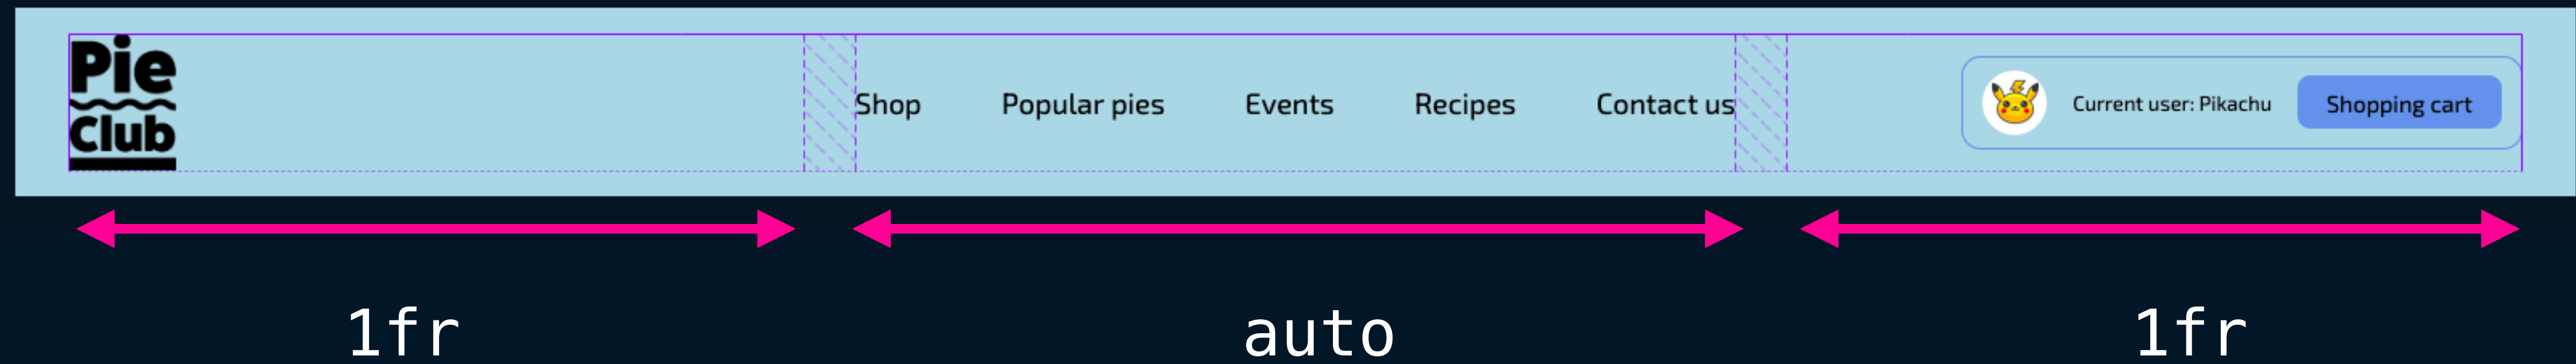 Pie
Club
Shop Popular pies Events Recipes Contact us Current user: Pikachu Shopping cart
1fr auto 1fr